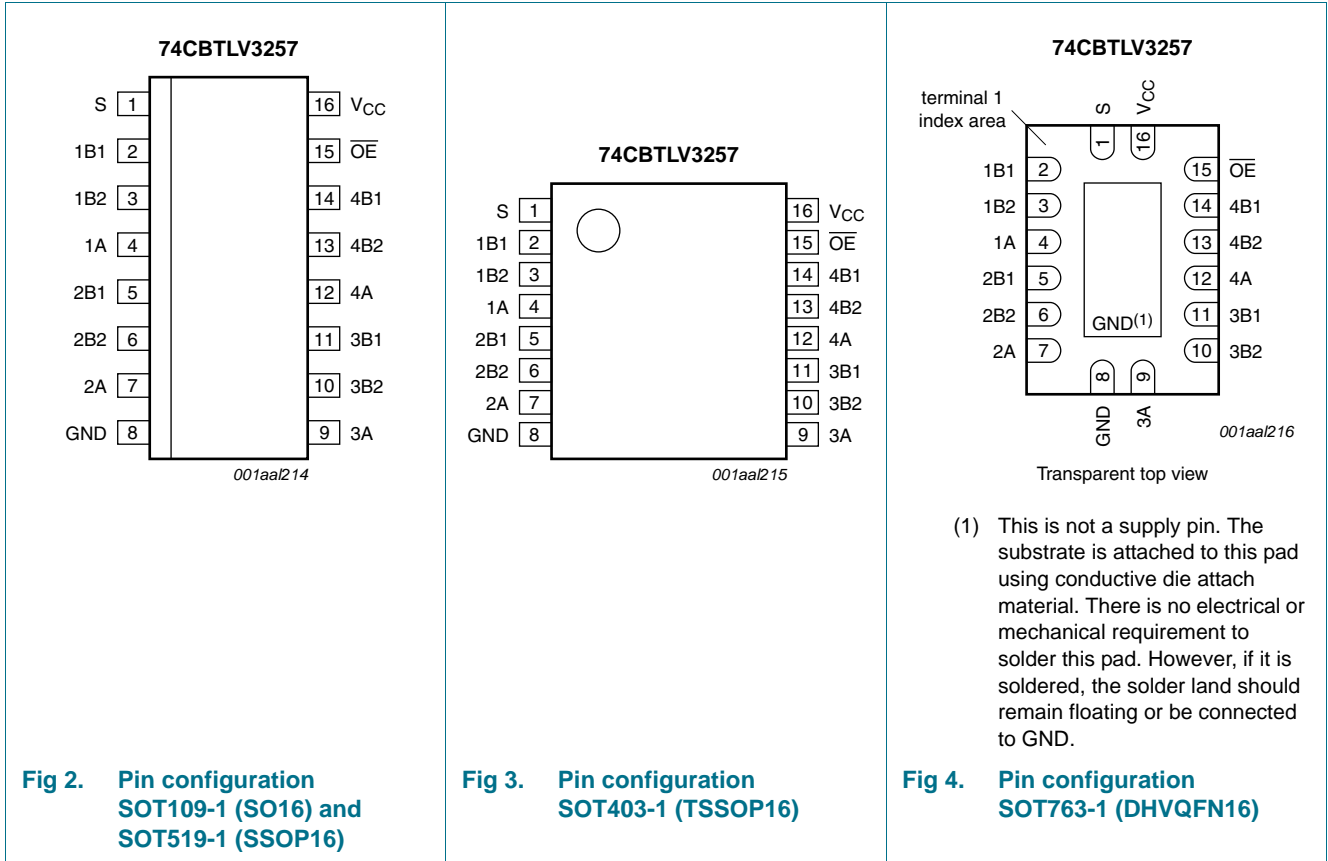 74CBTLV3257
S 1
16 VCC
1B1 2
15 OE
1B2 3
14 4B1
1A 4
13 4B2
2B1 5
12 4A
2B2 6
11 3B1
2A 7
10 3B2
GND 8
9 3A
001aal214
Fig 2. Pin configuration
SOT109-1 (SO16) and
SOT519-1 (SSOP16)
74CBTLV3257
S 1
16 VCC
1B1 2
15 OE
1B2 3
14 4B1
1A 4
13 4B2
2B1 5
12 4A
2B2 6
11 3B1
2A 7
10 3B2
GND 8
9 3A
001aal215
Fig 3. Pin configuration
SOT403-1 (TSSOP16)
74CBTLV3257
terminal 1
index area
S
VCC
1
16
1B1 2
15 OE
1B2 3
14 4B1
1A 4
13 4B2
2B1 5
12 4A
2B2 6
11 3B1
2A 7
10 3B2
GND(1)
8
9
GND
3A
001aal216
Transparent top view
(1) This is not a supply pin. The
substrate is attached to this pad
using conductive die attach
material. There is no electrical or
mechanical requirement to
solder this pad. However, if it is
soldered, the solder land should
remain floating or be connected
to GND.
Fig 4. Pin configuration
SOT763-1 (DHVQFN16)